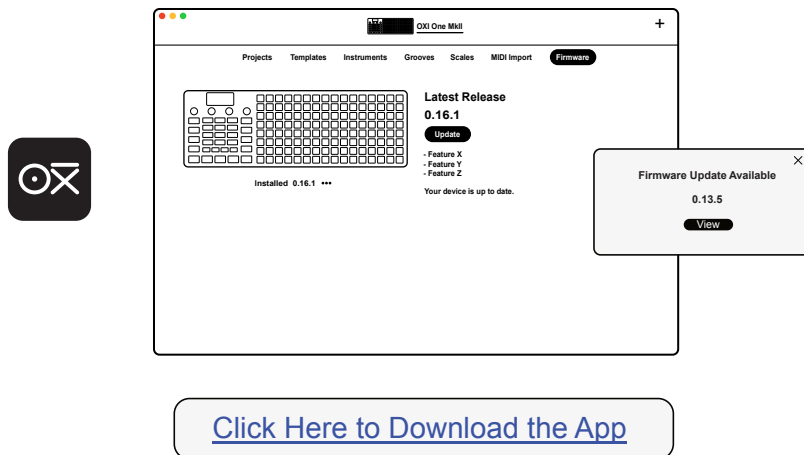 OXI One MkII
+
Projects Templates Instruments Grooves Scales MIDI Import Firmware
Latest Release
0.16.1
Update
- Feature X
- Feature Y
- Feature Z
Your device is up to date.
Installed 0.16.1 •••
Firmware Update Available
0.13.5
View
Click Here to Download the App